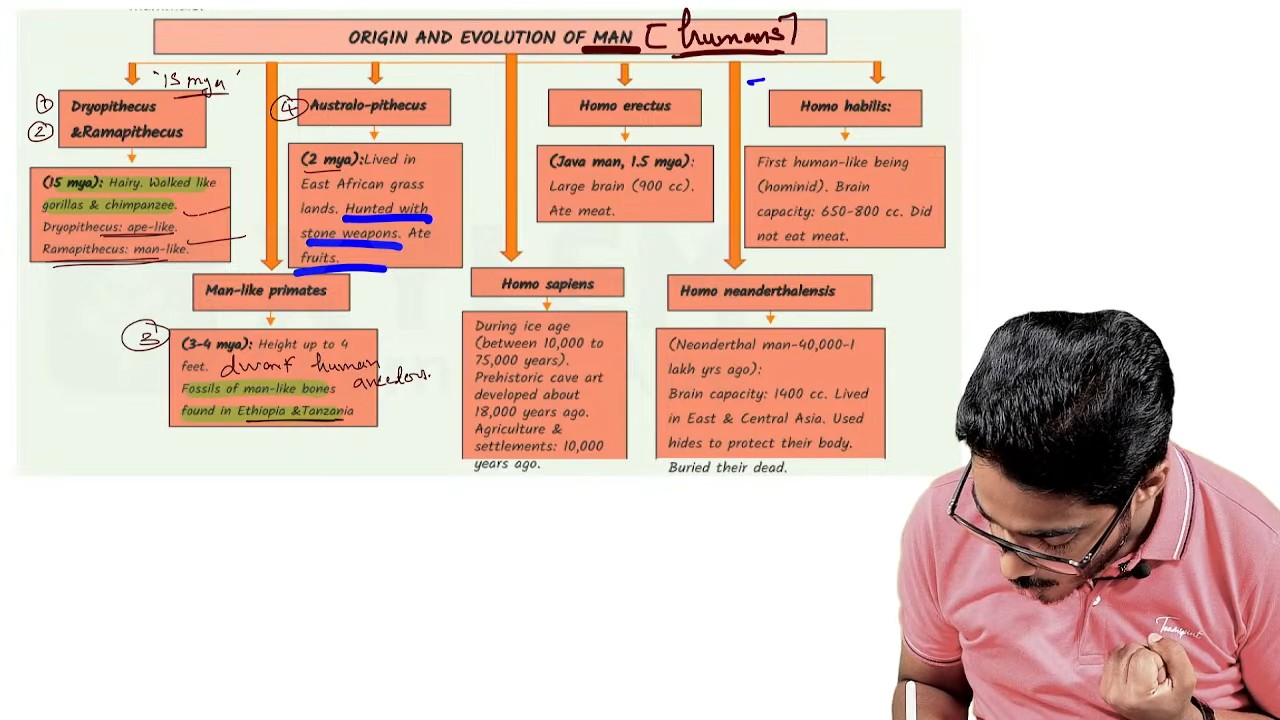 ORIGIN AND EVOLUTION OF MAN [humans]
"15 mya"
①
②
Dryopithecus
&Ramapithecus
(15 mya): Hairy. Walked like
gorillas & chimpanzee.
Dryopithecus: ape-like.
Ramapithecus: man-like.
Man-like primates
(3-4 mya): Height up to 4
feet. dwarf human
ancestors.
Fossils of man-like bones
found in Ethiopia &Tanzania
④ Australo-pithecus
(2 mya):Lived in
East African grass
lands. Hunted with
stone weapons. Ate
fruits.
Homo sapiens
During ice age
(between 10,000 to
75,000 years).
Prehistoric cave art
developed about
18,000 years ago.
Agriculture &
settlements: 10,000
years ago.
Homo erectus
(Java man, 1.5 mya):
Large brain (900 cc).
Ate meat.
Homo neanderthalensis
(Neanderthal man-40,000-1
lakh yrs ago):
Brain capacity: 1400 cc. Lived
in East & Central Asia. Used
hides to protect their body.
Buried their dead.
Homo habilis:
First human-like being
(hominid). Brain
capacity: 650-800 cc. Did
not eat meat.